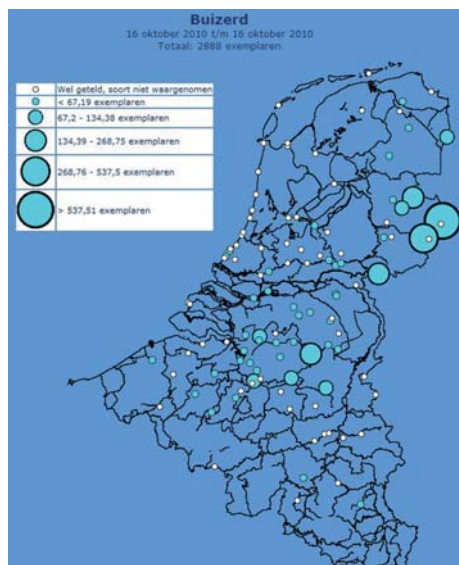 Buizerd
16 oktober 2010 t/m 16 oktober 2010
Totaal: 2888 exemplaren
Wel geteld, soort niet waargenomen
< 67,19 exemplaren
67,2 - 134,38 exemplaren
134,39 - 268,75 exemplaren
268,76 - 537,5 exemplaren
> 537,51 exemplaren